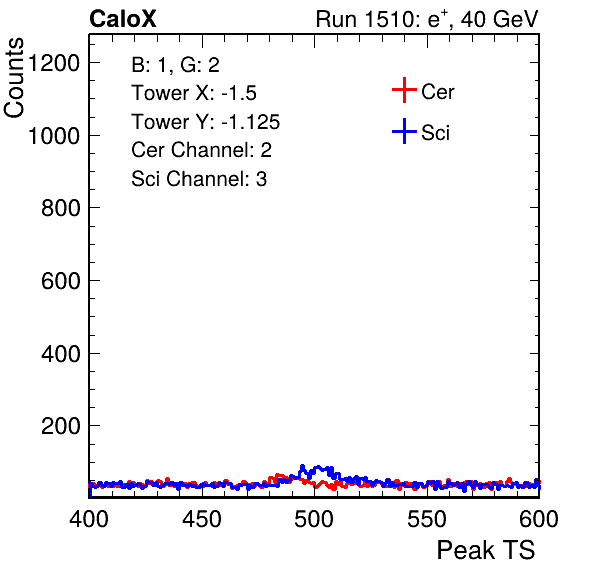 CaloX Run 1510: e⁺, 40 GeV
B: 1, G: 2
Tower X: -1.5
Tower Y: -1.125
Cer Channel: 2
Sci Channel: 3
Cer
Sci
Counts
1200
1000
800
600
400
200
400 450 500 550 600
Peak TS